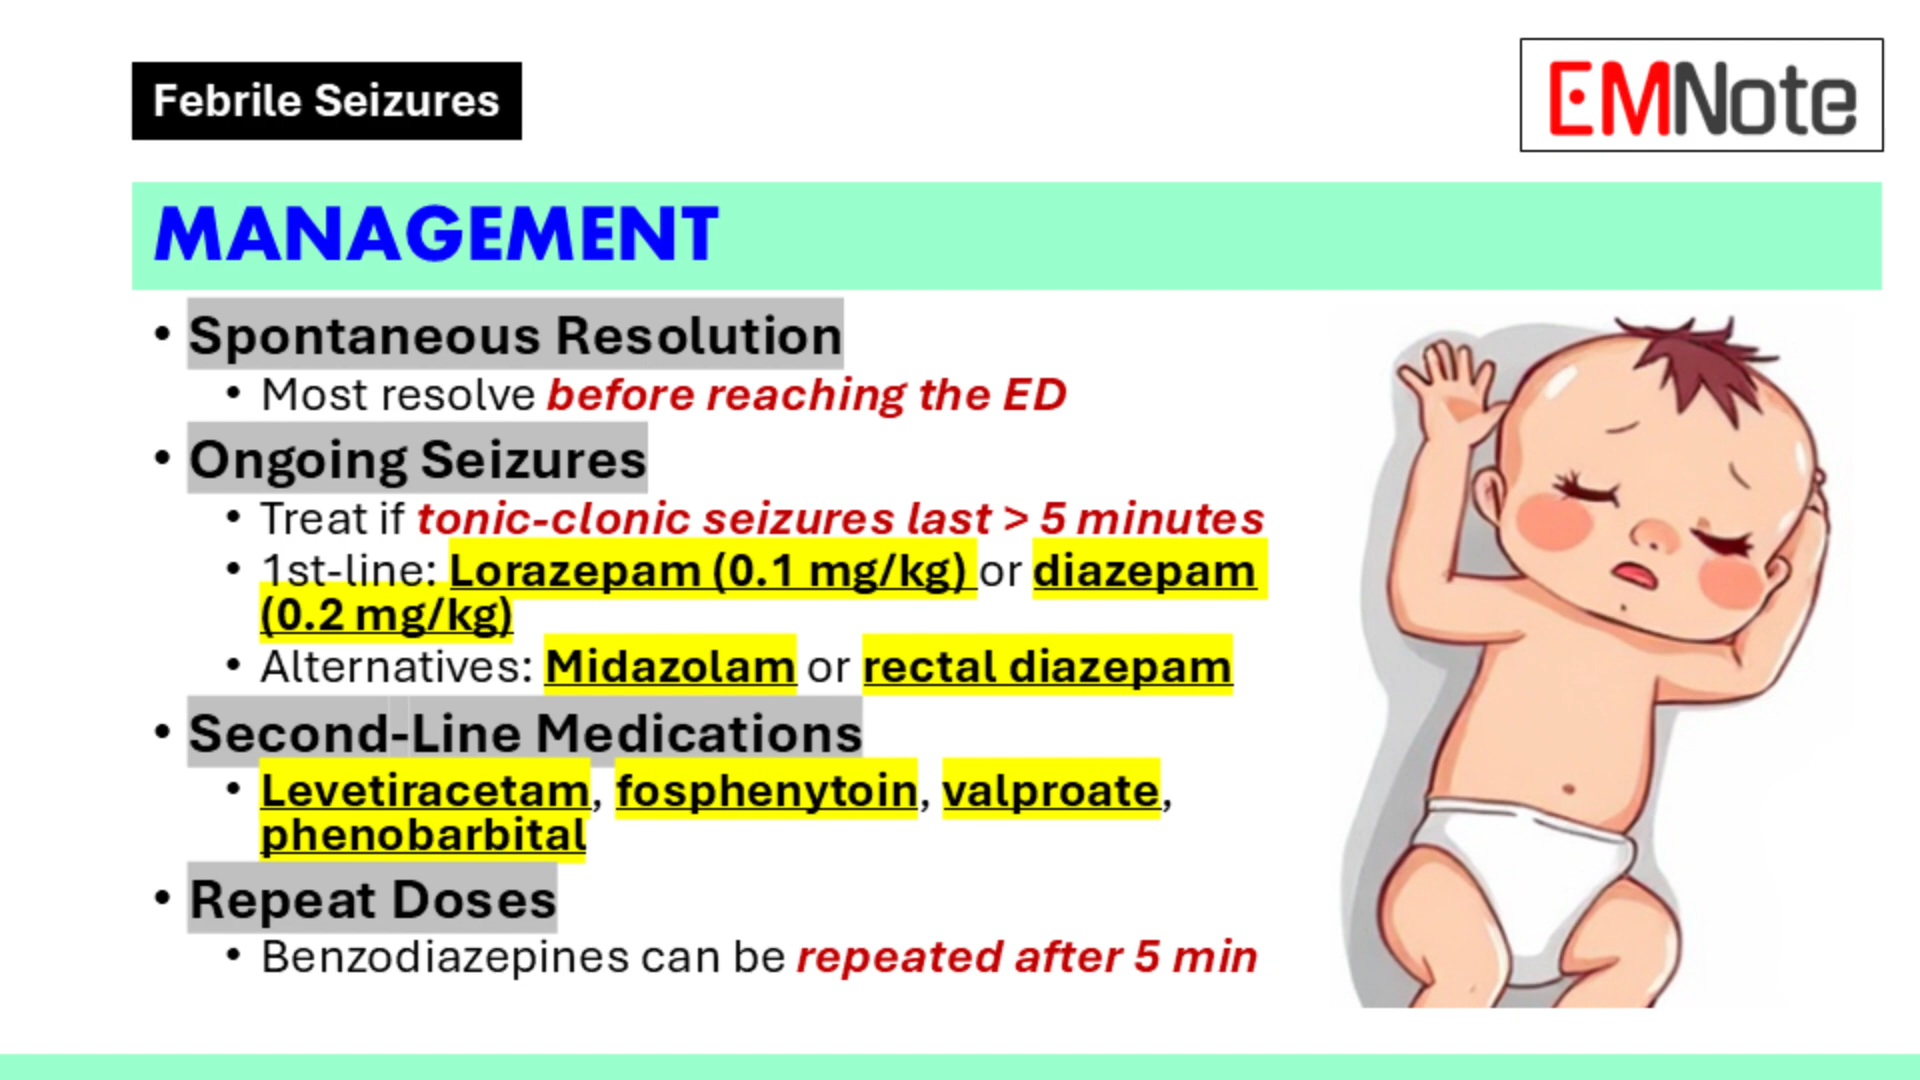 Febrile Seizures
EMNote
MANAGEMENT
• Spontaneous Resolution
• Most resolve before reaching the ED
• Ongoing Seizures
• Treat if tonic-clonic seizures last > 5 minutes
• 1st-line: Lorazepam (0.1 mg/kg) or diazepam
(0.2 mg/kg)
• Alternatives: Midazolam or rectal diazepam
• Second-Line Medications
• Levetiracetam, fosphenytoin, valproate,
phenobarbital
• Repeat Doses
• Benzodiazepines can be repeated after 5 min